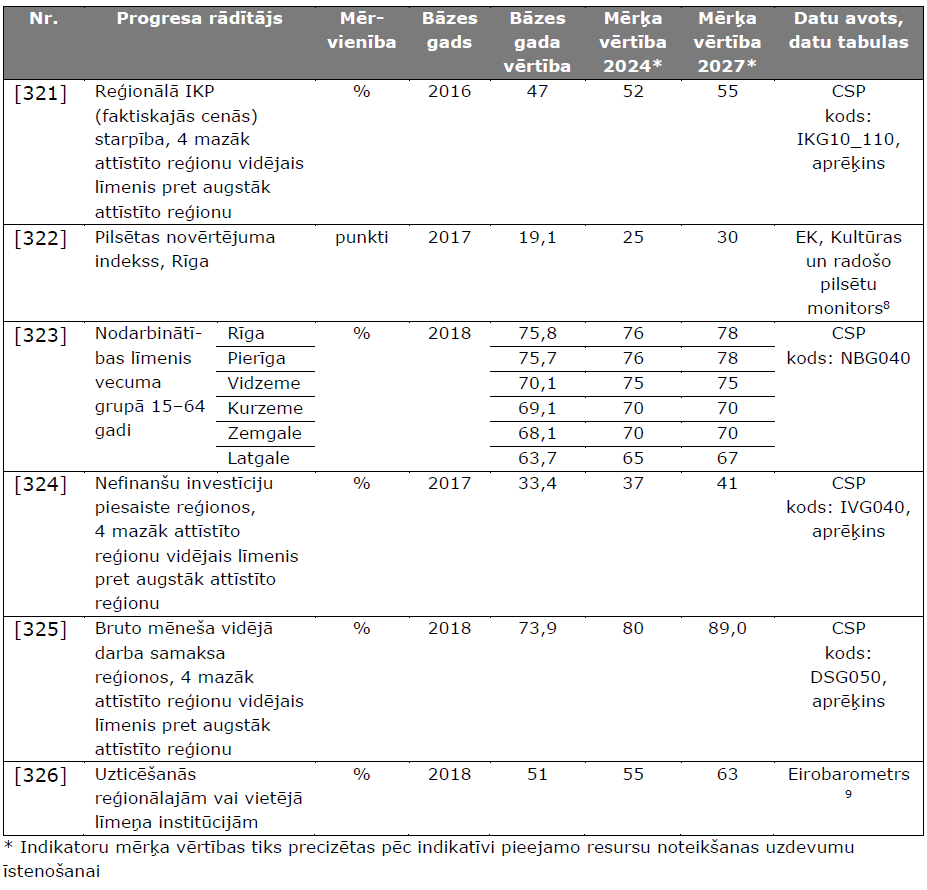 Nr. Progresa rādītājs Mēr- Bāzes Bāzes Mērķa Mērķa Datu avots,
vienība gads gada vērtība vērtība datu tabulas
vērtība 2024* 2027*
[321] Reģionālā IKP % 2016 47 52 55 CSP
(faktiskajās cenās) kods:
starpība, 4 mazāk IKG10_110,
attīstīto reģionu vidējais aprēķins
līmenis pret augstāk
attīstīto reģionu
[322] Pilsētas novērtējuma punkti 2017 19,1 25 30 EK, Kultūras
indekss, Rīga un radošo
pilsētu
monitors⁸
[323] Nodarbinātī- Rīga % 2018 75,8 76 78 CSP
bas līmenis Pierīga 75,7 76 78 kods: NBG040
vecuma Vidzeme 70,1 75 75
grupā 15–64 Kurzeme 69,1 70 70
gadi Zemgale 68,1 70 70
Latgale 63,7 65 67
[324] Nefinanšu investīciju % 2017 33,4 37 41 CSP
piesaiste reģionos, kods: IVG040,
4 mazāk attīstīto aprēķins
reģionu vidējais līmenis
pret augstāk attīstīto
reģionu
[325] Bruto mēneša vidējā % 2018 73,9 80 89,0 CSP
darba samaksa kods:
reģionos, 4 mazāk DSG050,
attīstīto reģionu vidējais aprēķins
līmenis pret augstāk
attīstīto reģionu
[326] Uzticēšanās % 2018 51 55 63 Eirobarometrs
reģionālajām vai vietējā ⁹
līmeņa institūcijām
* Indikatoru mērķa vērtības tiks precizētas pēc indikatīvi pieejamo resursu noteikšanas uzdevumu
īstenošanai